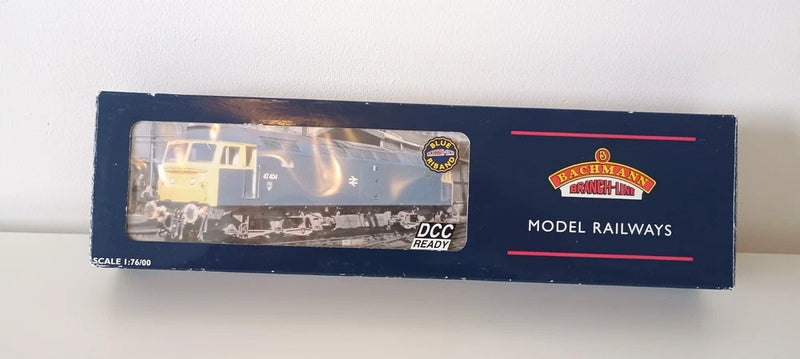 47 404
BLUE
RIBAND
DCC
READY
SCALE 1:76/00
BACHMANN
BRANCH-LINE
MODEL RAILWAYS